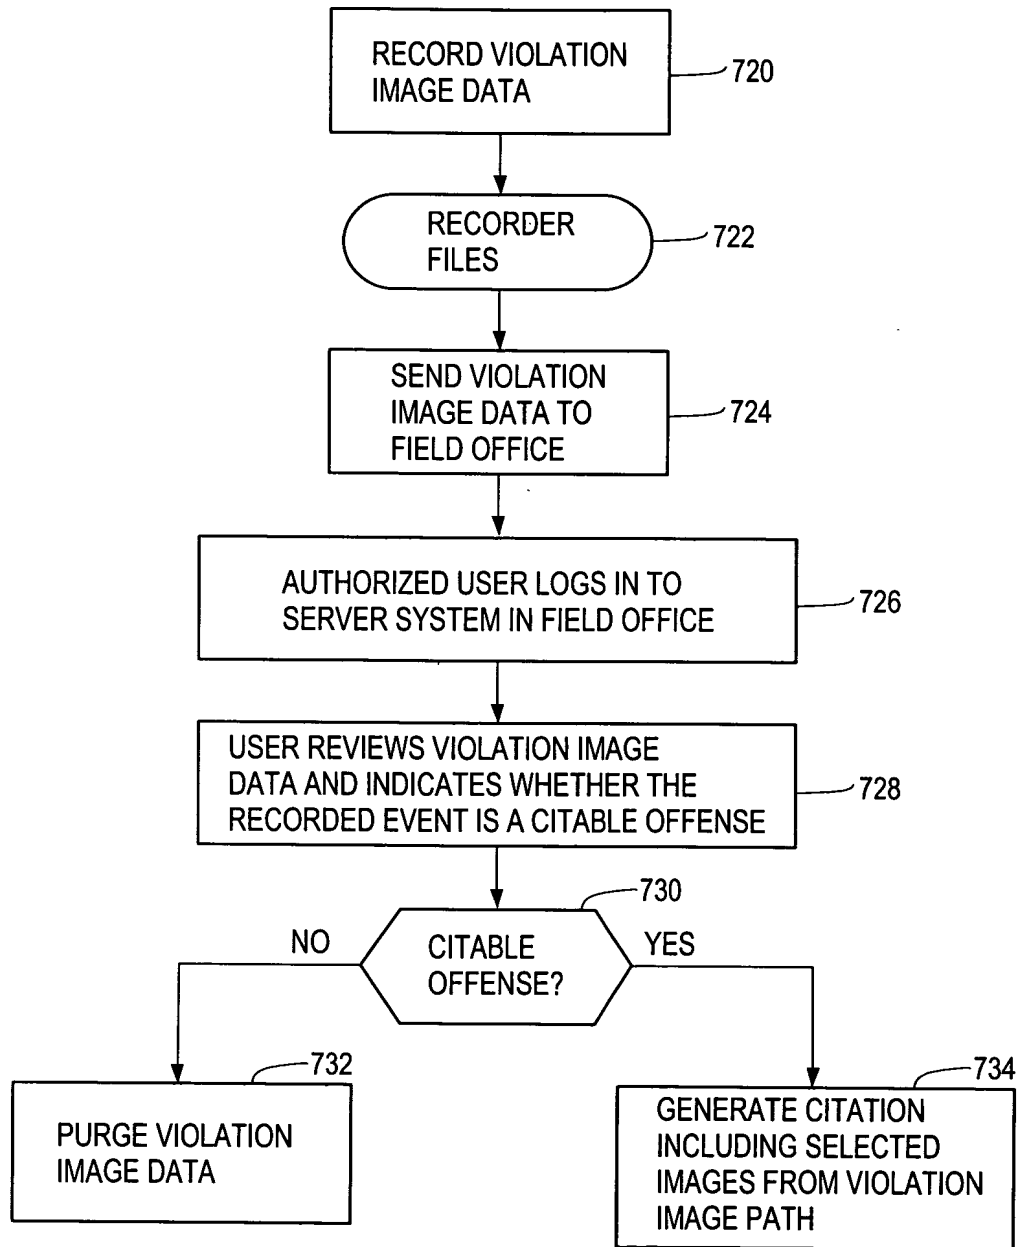 RECORD VIOLATION
IMAGE DATA
720
RECORDER
FILES
722
SEND VIOLATION
IMAGE DATA TO
FIELD OFFICE
724
AUTHORIZED USER LOGS IN TO
SERVER SYSTEM IN FIELD OFFICE
726
USER REVIEWS VIOLATION IMAGE
DATA AND INDICATES WHETHER THE
RECORDED EVENT IS A CITABLE OFFENSE
728
730
NO
CITABLE
OFFENSE?
YES
732
PURGE VIOLATION
IMAGE DATA
734
GENERATE CITATION
INCLUDING SELECTED
IMAGES FROM VIOLATION
IMAGE PATH